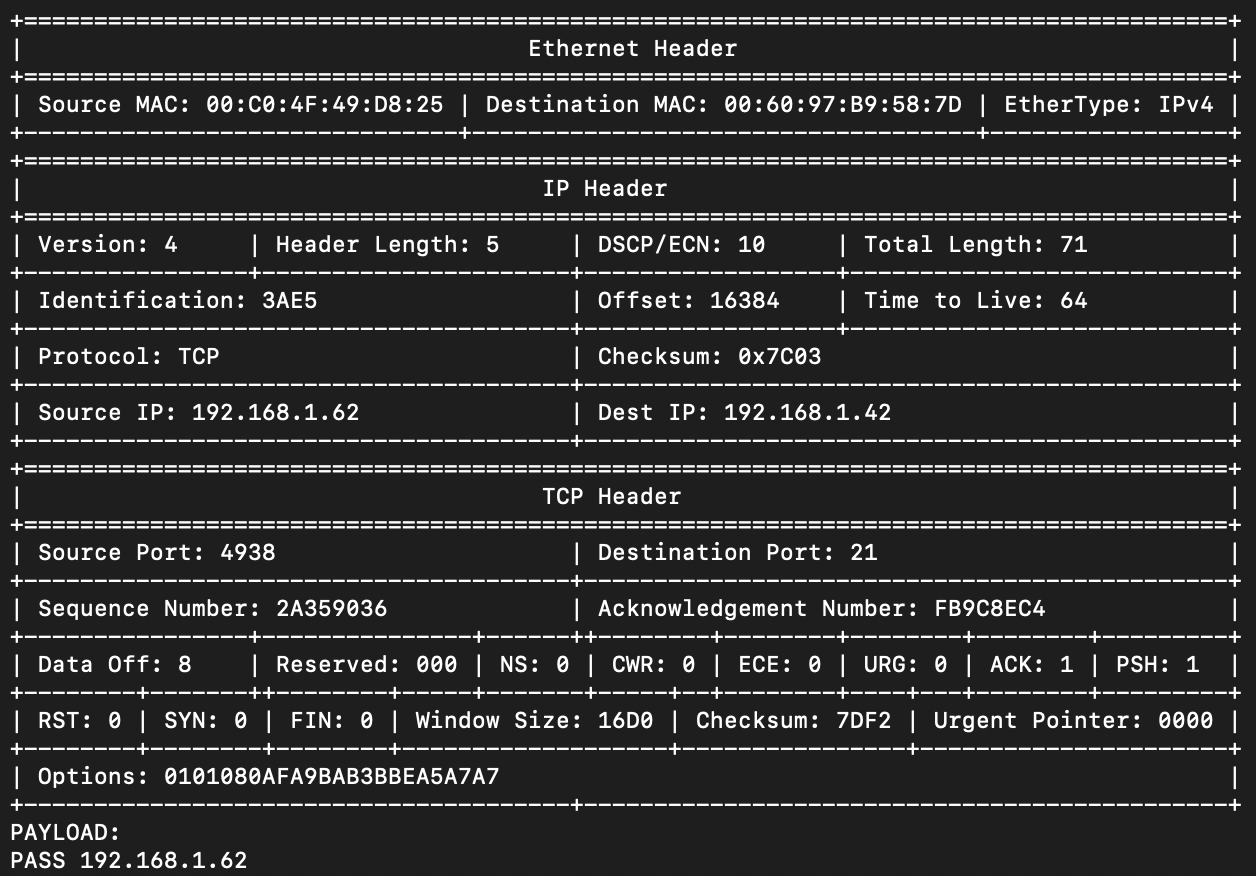 Ethernet Header
| Source MAC: 00:C0:4F:49:D8:25 | Destination MAC: 00:60:97:B9:58:7D | EtherType: IPv4 |
IP Header
| Version: 4 | Header Length: 5 | DSCP/ECN: 10 | Total Length: 71 |
| Identification: 3AE5 | Offset: 16384 | Time to Live: 64 |
| Protocol: TCP | Checksum: 0x7C03 |
| Source IP: 192.168.1.62 | Dest IP: 192.168.1.42 |
TCP Header
| Source Port: 4938 | Destination Port: 21 |
| Sequence Number: 2A359036 | Acknowledgement Number: FB9C8EC4 |
| Data Off: 8 | Reserved: 000 | NS: 0 | CWR: 0 | ECE: 0 | URG: 0 | ACK: 1 | PSH: 1 |
| RST: 0 | SYN: 0 | FIN: 0 | Window Size: 16D0 | Checksum: 7DF2 | Urgent Pointer: 0000 |
| Options: 0101080AFA9BAB3BBEA5A7A7 |
PAYLOAD:
PASS 192.168.1.62